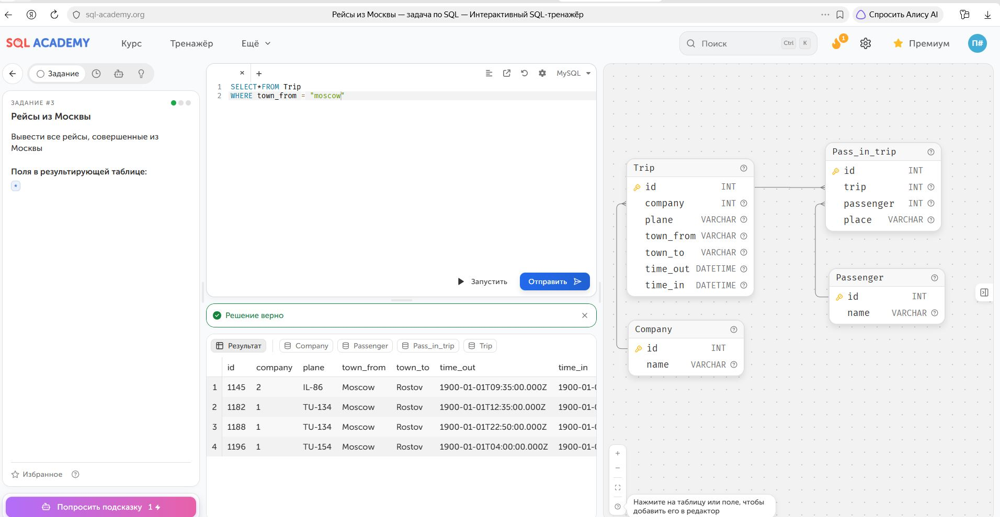 sql-academy.org
Рейсы из Москвы — задача по SQL — Интерактивный SQL-тренажёр
Спросить Алису AI
SQL ACADEMY
Курс
Тренажёр
Ещё
Поиск
Ctrl
K
1
Премиум
П#
Задание
ЗАДАНИЕ #3
Рейсы из Москвы
Вывести все рейсы, совершенные из
Москвы
Поля в результирующей таблице:
*
Избранное
Попросить подсказку 1
MySQL
1 SELECT*FROM Trip
2 WHERE town_from = "moscow"
Запустить
Отправить
Решение верно
Результат
Company
Passenger
Pass_in_trip
Trip
id company plane town_from town_to time_out time_in
1 1145 2 IL-86 Moscow Rostov 1900-01-01T09:35:00.000Z 1900-01-0
2 1182 1 TU-134 Moscow Rostov 1900-01-01T12:35:00.000Z 1900-01-0
3 1188 1 TU-134 Moscow Rostov 1900-01-01T22:50:00.000Z 1900-01-0
4 1196 1 TU-154 Moscow Rostov 1900-01-01T04:00:00.000Z 1900-01-0
Trip
id INT
company INT
plane VARCHAR
town_from VARCHAR
town_to VARCHAR
time_out DATETIME
time_in DATETIME
Company
id INT
name VARCHAR
Pass_in_trip
id INT
trip INT
passenger INT
place VARCHAR
Passenger
id INT
name VARCHAR
Нажмите на таблицу или поле, чтобы
добавить его в редактор